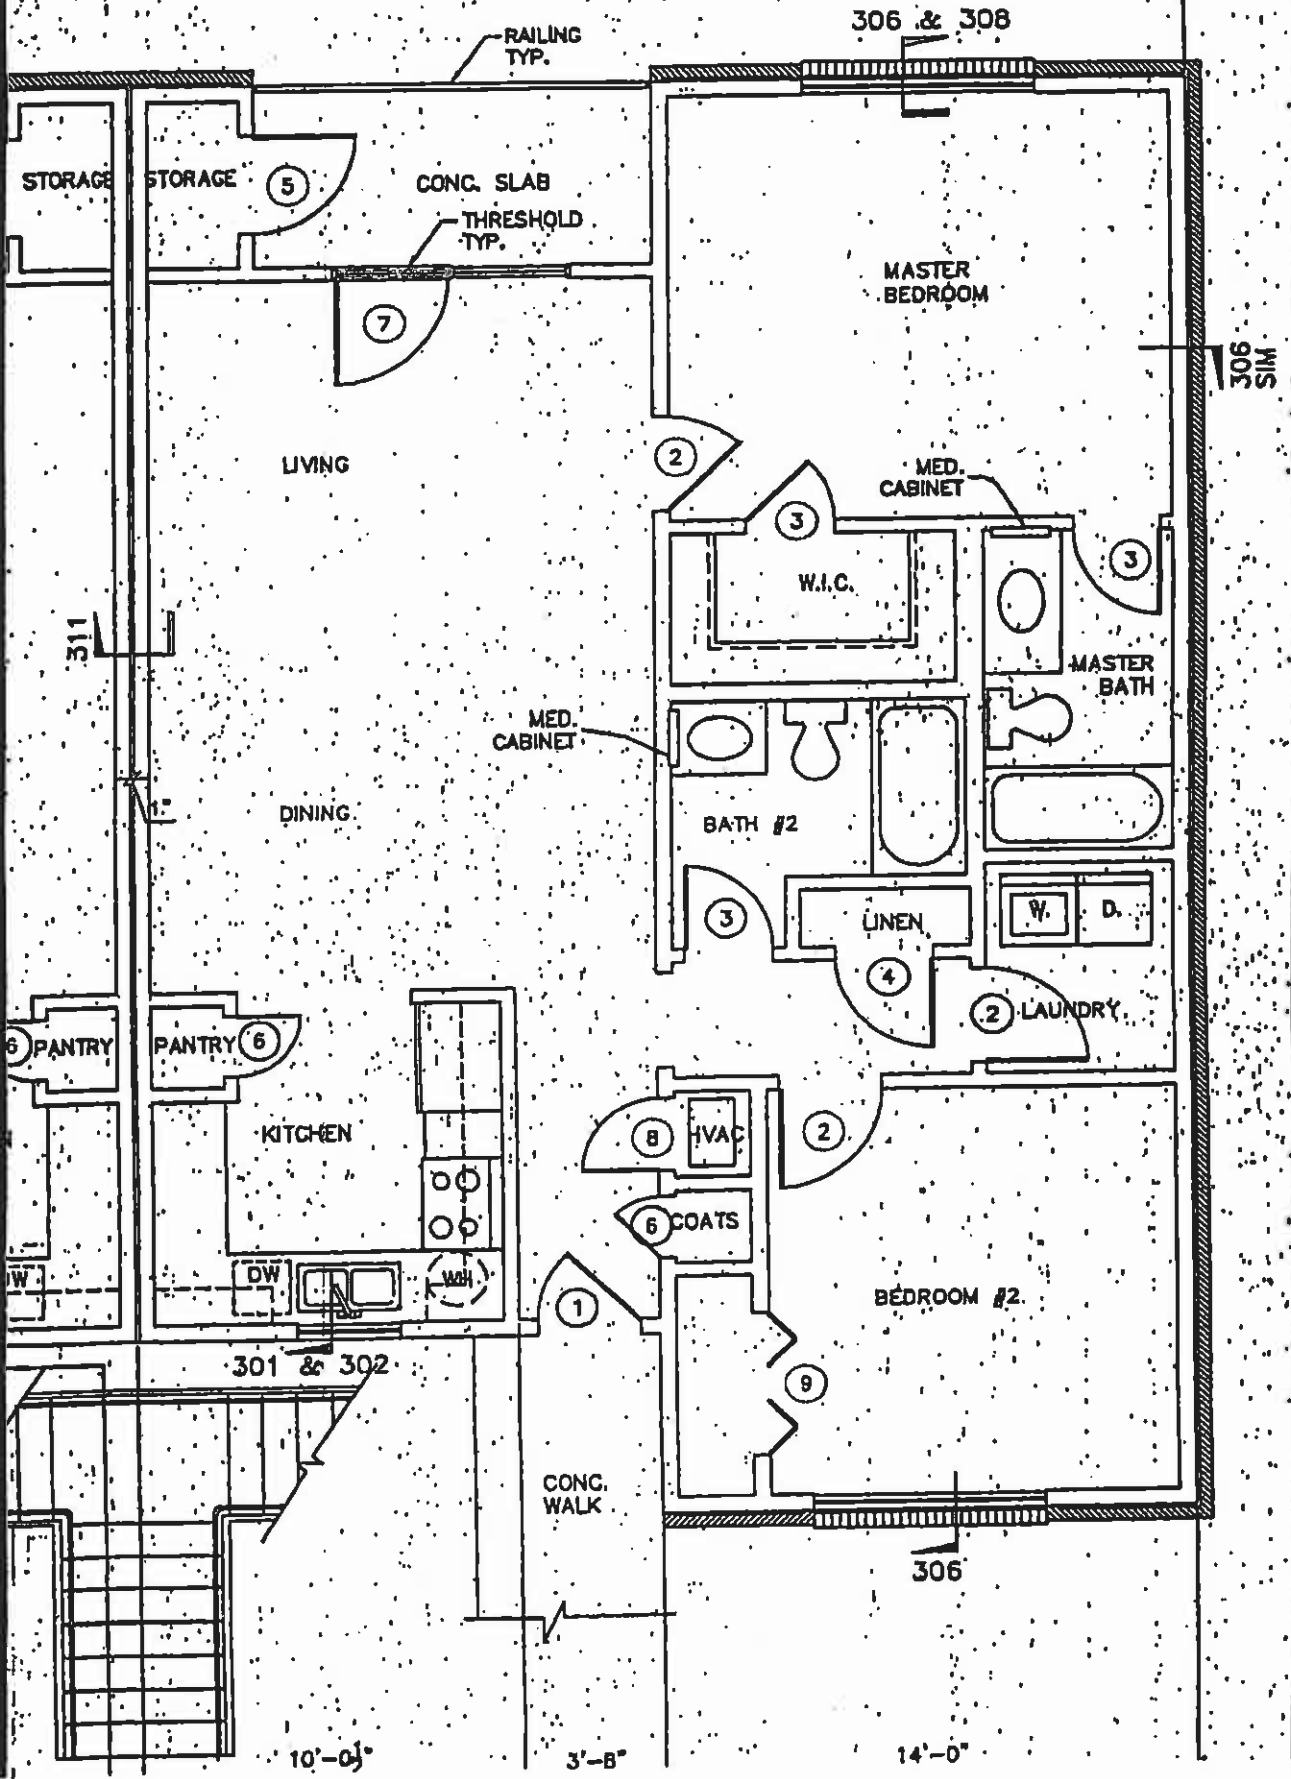 306 & 308
RAILING
TYP.
STORAGE
STORAGE
5
CONC. SLAB
THRESHOLD
TYP.
MASTER
BEDROOM
7
306
SIM
LIVING
2
MED.
CABINET
3
3
W.I.C.
311
MASTER
BATH
MED.
CABINET
1"
DINING
BATH #2
3
LINEN
W.
D.
4
2
LAUNDRY
6
PANTRY
PANTRY
6
KITCHEN
8
HVAC
2
6
COATS
DW
DW
WH
1
BEDROOM #2
301 & 302
9
CONC.
WALK
306
3'-8"
14'-0"